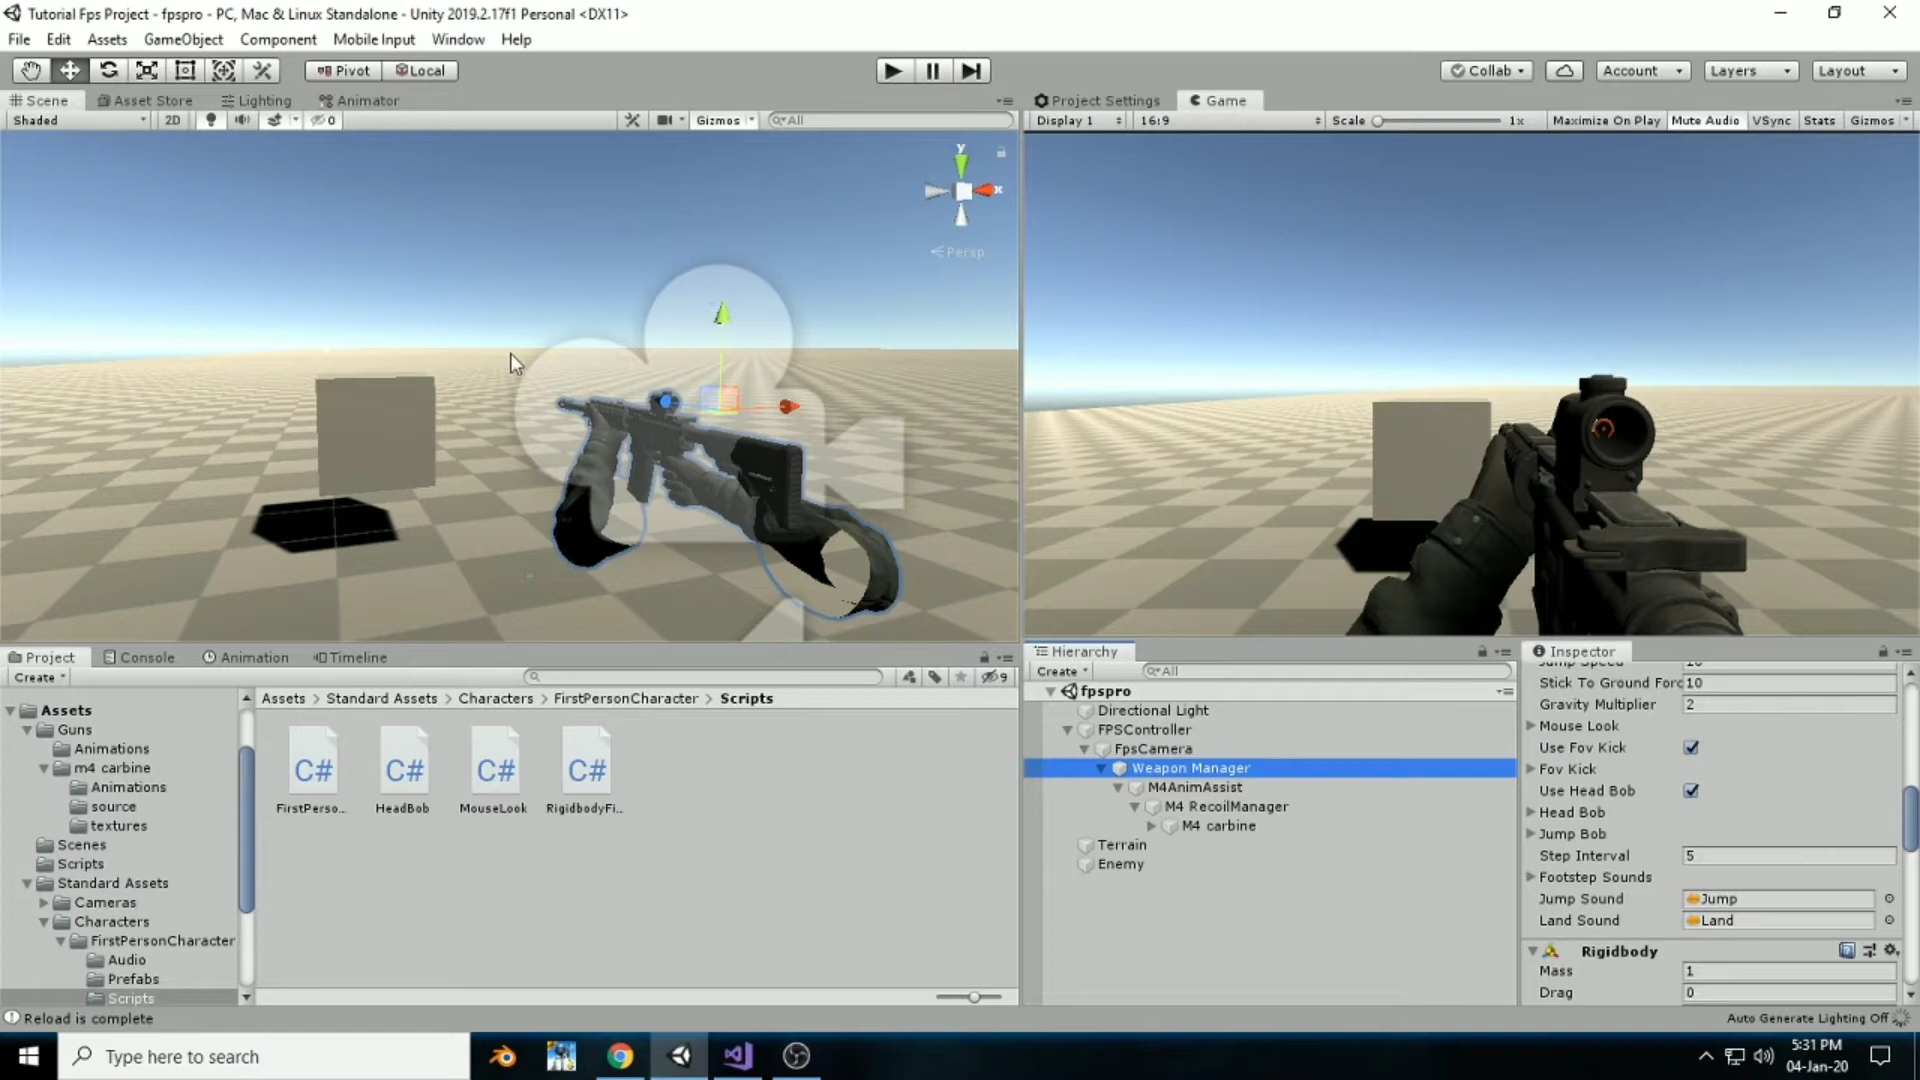 Tutorial Fps Project - fpspro - PC, Mac & Linux Standalone - Unity 2019.2.17f1 Personal <DX11>
File Edit Assets GameObject Component Mobile Input Window Help
Pivot Local Collab Account Layers Layout
Scene Asset Store Lighting Animator
Shaded 2D 0 Gizmos All
Project Settings Game
Display 1 16:9 Scale 1x Maximize On Play Mute Audio VSync Stats Gizmos
y
x
Persp
Project Console Animation Timeline
Create 9
Assets
Guns
Animations
m4 carbine
Animations
source
textures
Scenes
Scripts
Standard Assets
Cameras
Characters
FirstPersonCharacter
Audio
Prefabs
Scripts
Assets > Standard Assets > Characters > FirstPersonCharacter > Scripts
C# C# C# C#
FirstPerso... HeadBob MouseLook RigidbodyFi...
Hierarchy
Create All
fpspro
Directional Light
FPSController
FpsCamera
Weapon Manager
M4AnimAssist
M4 RecoilManager
M4 carbine
Terrain
Enemy
Inspector
Jump Speed 10
Stick To Ground Forc 10
Gravity Multiplier 2
Mouse Look
Use Fov Kick
Fov Kick
Use Head Bob
Head Bob
Jump Bob
Step Interval 5
Footstep Sounds
Jump Sound Jump
Land Sound Land
Rigidbody
Mass 1
Drag 0
Reload is complete
Auto Generate Lighting Off
Type here to search
5:31 PM
04-Jan-20